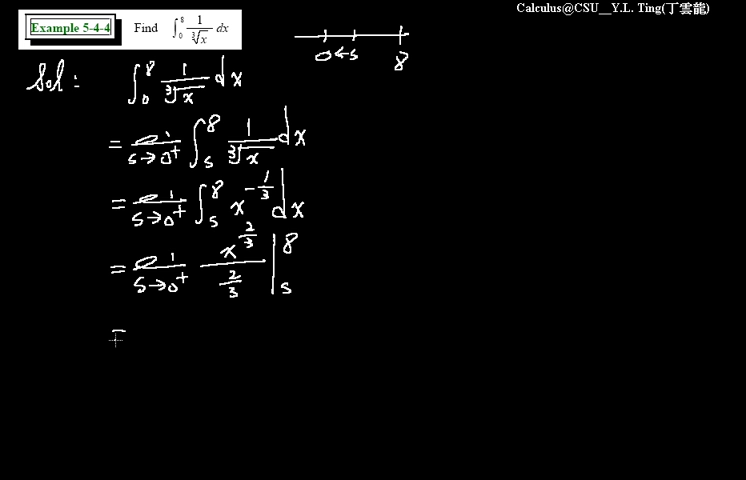 Calculus@CSU__Y.L. Ting(丁雲龍)
Example 5-4-4 Find ∫₀⁸ 1/∛x dx
0←s 8
Sol: ∫₀⁸ 1/∛x dx
= lim s→0⁺ ∫ₛ⁸ 1/∛x dx
= lim s→0⁺ ∫ₛ⁸ x^(-1/3) dx
= lim s→0⁺ x^(2/3) / (2/3) |ₛ⁸
=